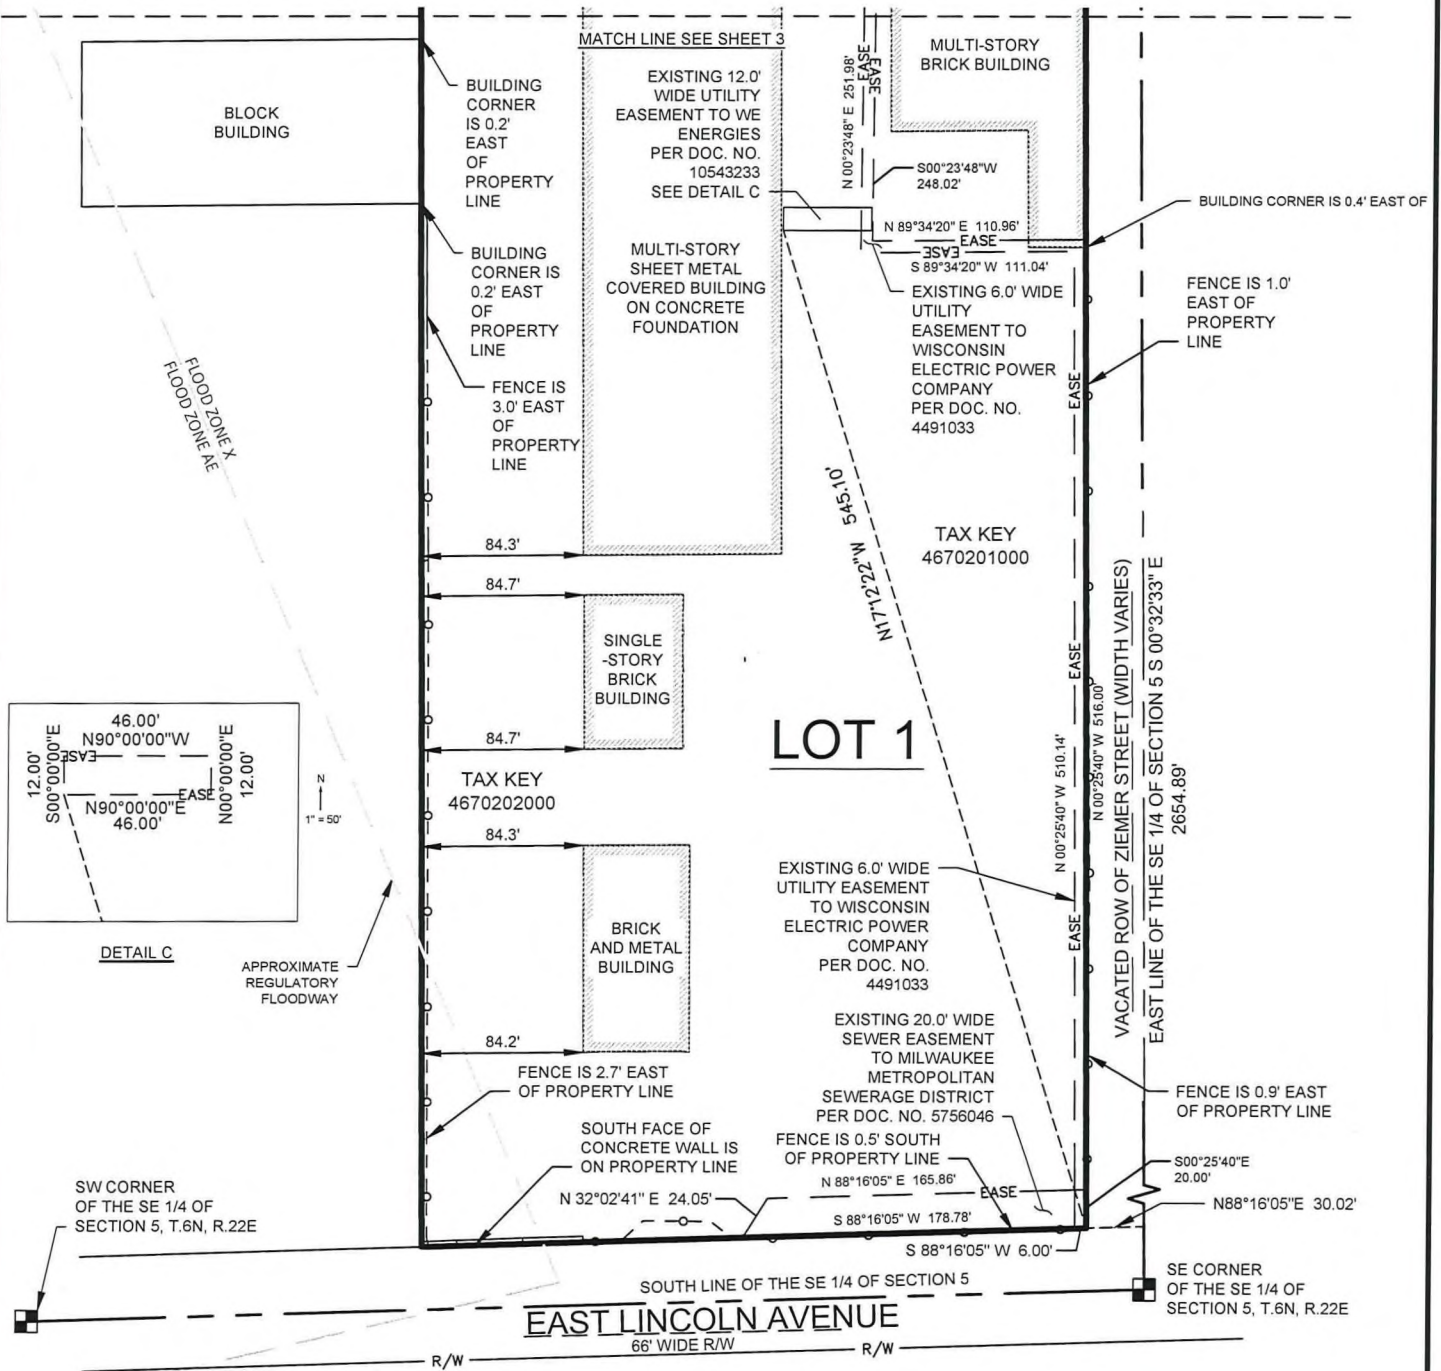 MATCH LINE SEE SHEET 3
BLOCK
BUILDING
BUILDING
CORNER
IS 0.2'
EAST
OF
PROPERTY
LINE
EXISTING 12.0'
WIDE UTILITY
EASEMENT TO WE
ENERGIES
PER DOC. NO.
10543233
SEE DETAIL C
N 00°23'48" E 251.98'
EASE
EASE
MULTI-STORY
BRICK BUILDING
S00°23'48"W
248.02'
BUILDING CORNER IS 0.4' EAST OF
N 89°34'20" E 110.96'
EASE
EASE
S 89°34'20" W 111.04'
BUILDING
CORNER IS
0.2' EAST
OF
PROPERTY
LINE
MULTI-STORY
SHEET METAL
COVERED BUILDING
ON CONCRETE
FOUNDATION
EXISTING 6.0' WIDE
UTILITY
EASEMENT TO
WISCONSIN
ELECTRIC POWER
COMPANY
PER DOC. NO.
4491033
FENCE IS 1.0'
EAST OF
PROPERTY
LINE
FLOOD ZONE X
FLOOD ZONE AE
FENCE IS
3.0' EAST
OF
PROPERTY
LINE
EASE
N17°12'22"W 545.10'
TAX KEY
4670201000
84.3'
84.7'
SINGLE
-STORY
BRICK
BUILDING
84.7'
EASE
LOT 1
N 00°25'40" W 510.14'
N 00°25'40" W 516.00'
VACATED ROW OF ZIEMER STREET (WIDTH VARIES)
EAST LINE OF THE SE 1/4 OF SECTION 5 S 00°32'33" E
2654.89'
46.00'
N90°00'00"W
EASE
12.00'
S00°00'00"E
N90°00'00"E
46.00'
EASE
N00°00'00"E
12.00'
DETAIL C
N
1" = 50'
TAX KEY
4670202000
84.3'
BRICK
AND METAL
BUILDING
84.2'
APPROXIMATE
REGULATORY
FLOODWAY
EXISTING 6.0' WIDE
UTILITY EASEMENT
TO WISCONSIN
ELECTRIC POWER
COMPANY
PER DOC. NO.
4491033
EASE
EXISTING 20.0' WIDE
SEWER EASEMENT
TO MILWAUKEE
METROPOLITAN
SEWERAGE DISTRICT
PER DOC. NO. 5756046
FENCE IS 2.7' EAST
OF PROPERTY LINE
FENCE IS 0.9' EAST
OF PROPERTY LINE
SOUTH FACE OF
CONCRETE WALL IS
ON PROPERTY LINE
FENCE IS 0.5' SOUTH
OF PROPERTY LINE
N 32°02'41" E 24.05'
N 88°16'05" E 165.86'
EASE
S 88°16'05" W 178.78'
S 88°16'05" W 6.00'
S00°25'40"E
20.00'
N88°16'05"E 30.02'
SW CORNER
OF THE SE 1/4 OF
SECTION 5, T.6N, R.22E
SE CORNER
OF THE SE 1/4 OF
SECTION 5, T.6N, R.22E
SOUTH LINE OF THE SE 1/4 OF SECTION 5
EAST LINCOLN AVENUE
66' WIDE R/W
R/W
R/W